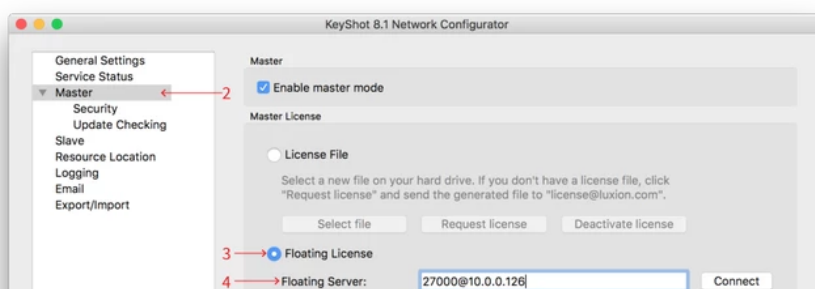 KeyShot 8.1 Network Configurator
General Settings
Service Status
Master
Security
Update Checking
Slave
Resource Location
Logging
Email
Export/Import
2
Master
Enable master mode
Master License
License File
Select a new file on your hard drive. If you don't have a license file, click
"Request license" and send the generated file to "license@luxion.com".
Select file Request license Deactivate license
3 Floating License
4 Floating Server: 27000@10.0.0.126 Connect